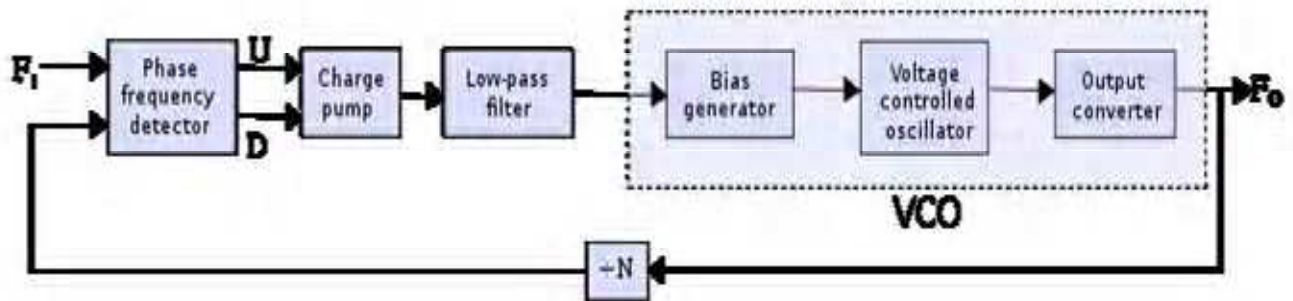 Fi
Phase
frequency
detector
U
D
Charge
pump
Low-pass
filter
Bias
generator
Voltage
controlled
oscillator
Output
converter
Fo
VCO
÷N